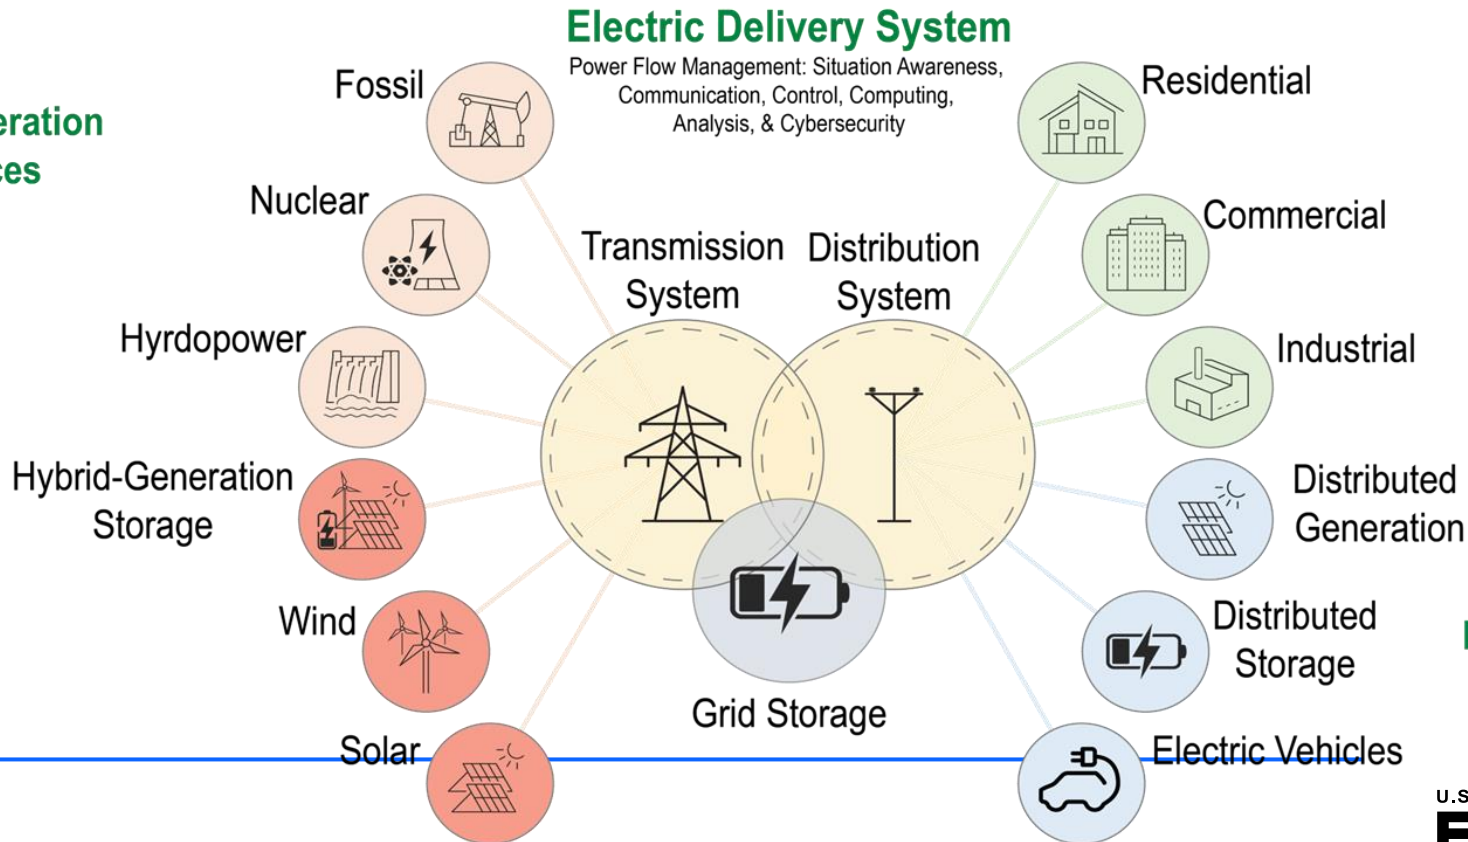 Electric Delivery System
Power Flow Management: Situation Awareness,
Communication, Control, Computing,
Analysis, & Cybersecurity
eration
ces
Fossil
Nuclear
Hyrdopower
Hybrid-Generation
Storage
Wind
Solar
Transmission
System
Distribution
System
Grid Storage
Residential
Commercial
Industrial
Distributed
Generation
Distributed
Storage
Electric Vehicles
U.S